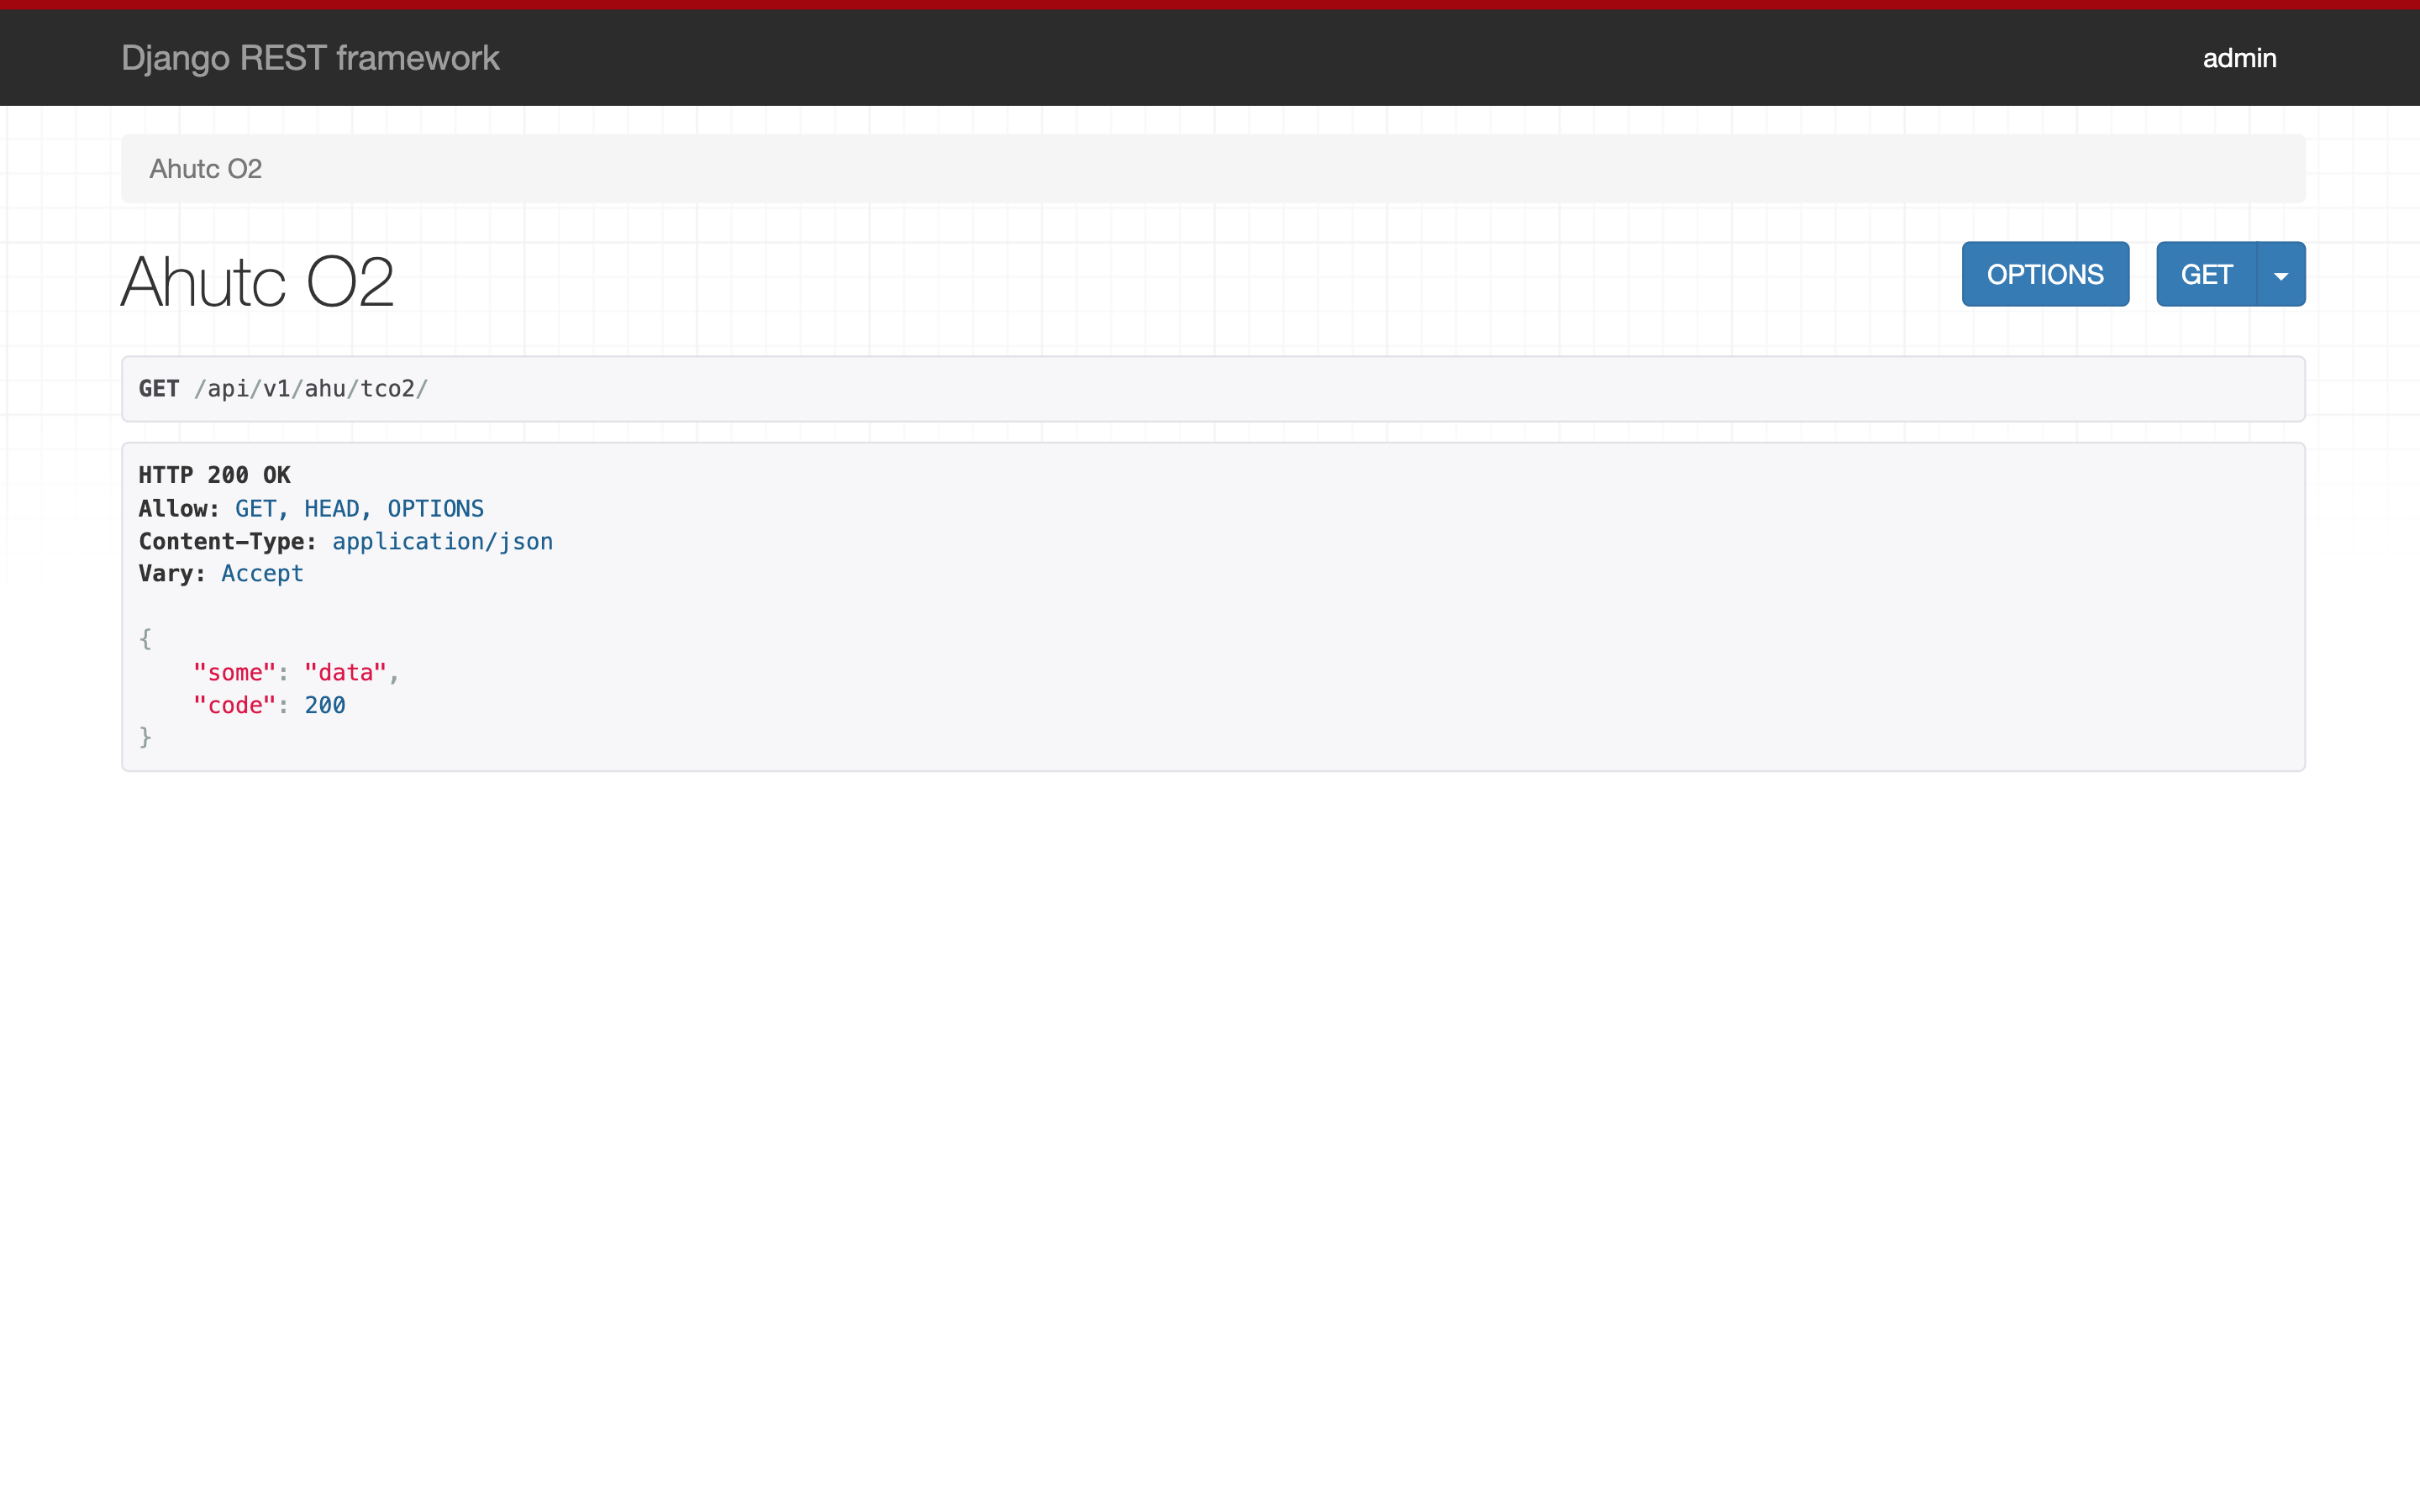 Django REST framework
admin
Ahutc O2
Ahutc O2
OPTIONS
GET
GET /api/v1/ahu/tco2/
HTTP 200 OK
Allow: GET, HEAD, OPTIONS
Content-Type: application/json
Vary: Accept
{
    "some": "data",
    "code": 200
}